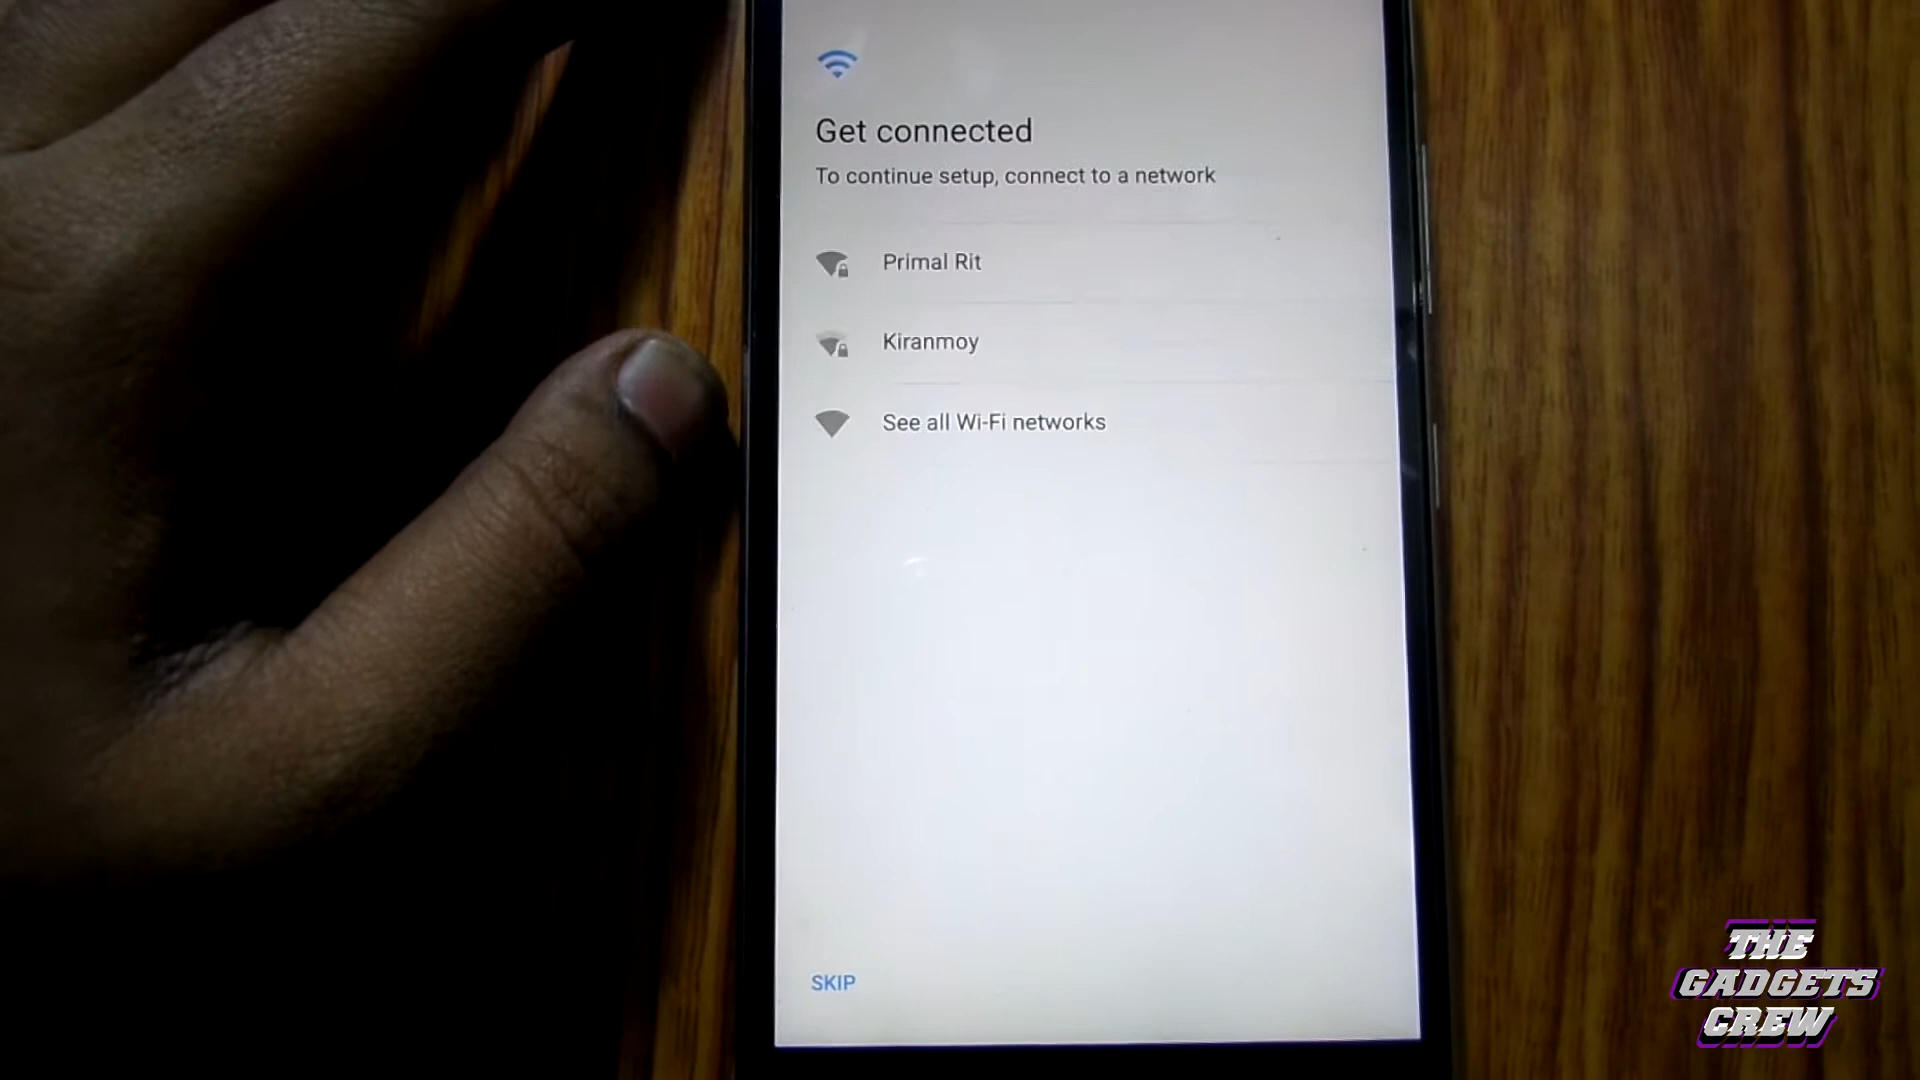 Get connected
To continue setup, connect to a network
Primal Rit
Kiranmoy
See all Wi-Fi networks
SKIP
THE
GADGETS
CREW